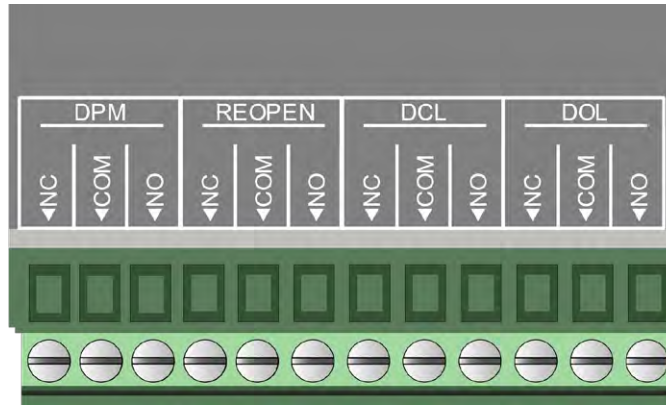 DPM REOPEN DCL DOL
◄NC ◄COM ◄NO ◄NC ◄COM ◄NO ◄NC ◄COM ◄NO ◄NC ◄COM ◄NO